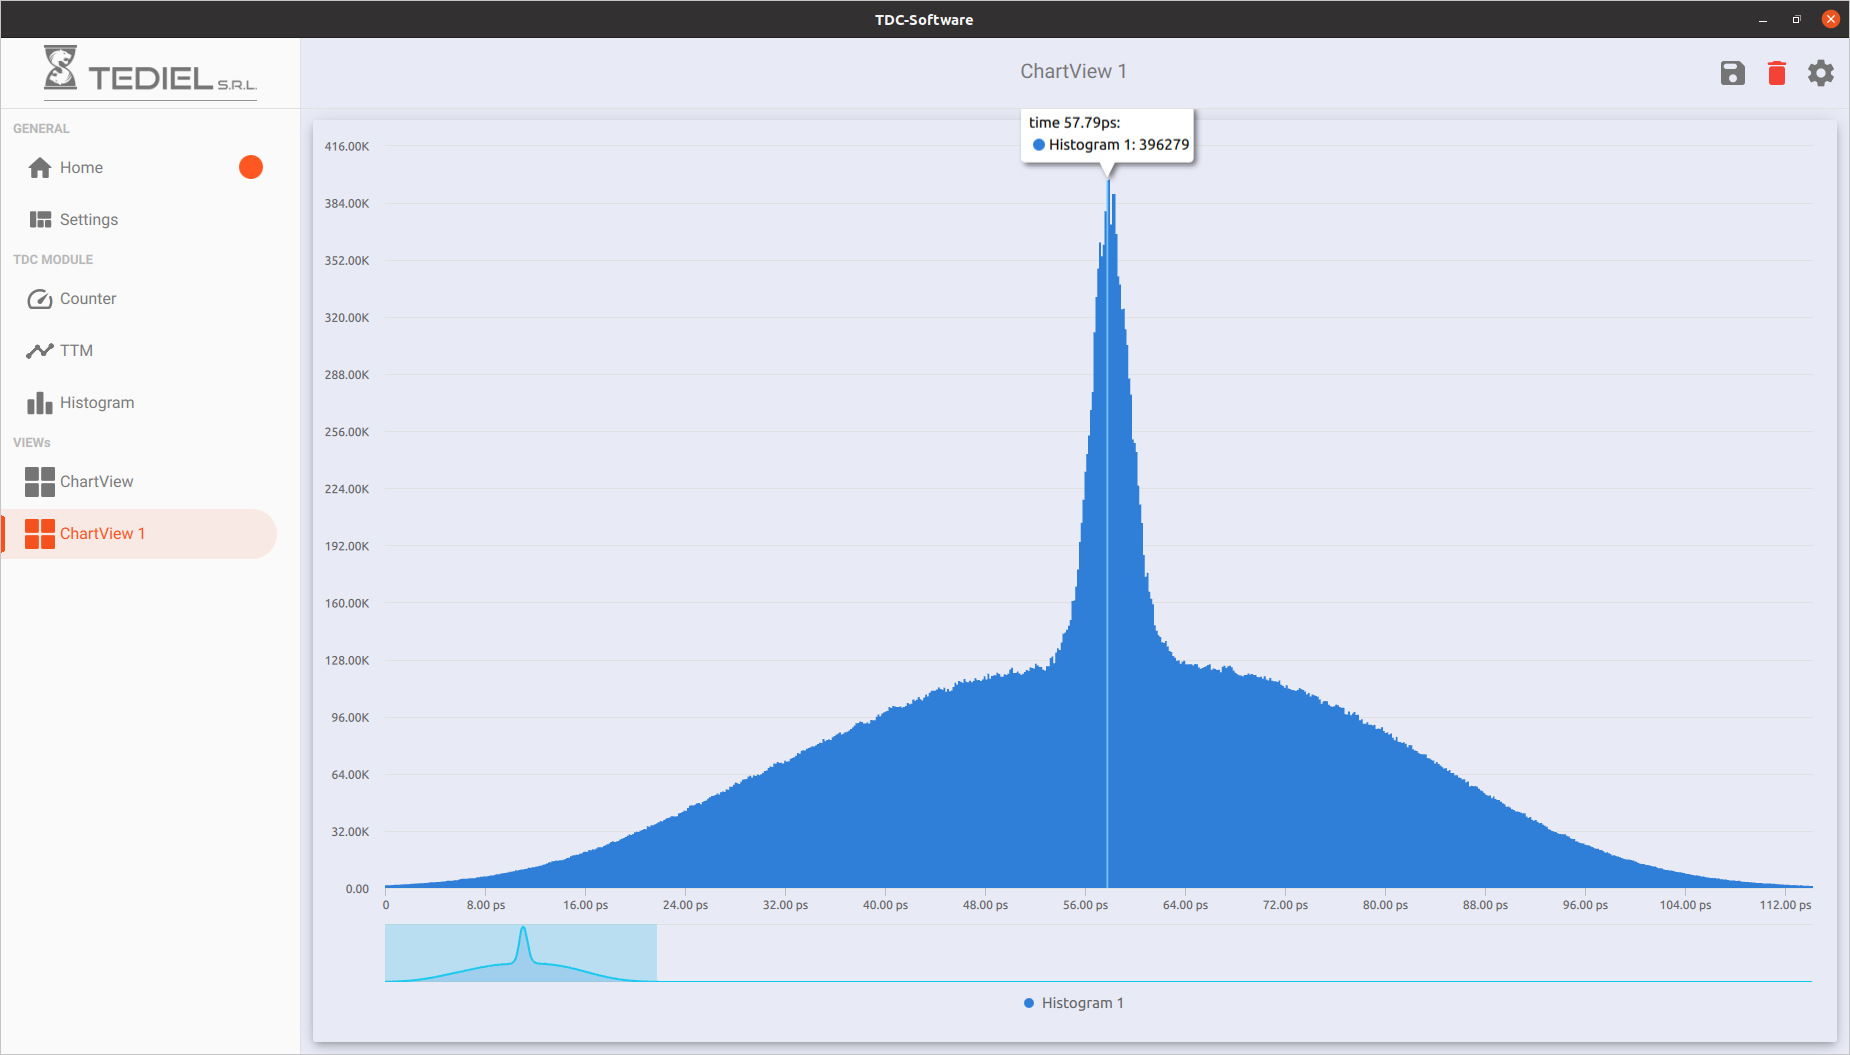 TDC-Software
TEDIEL S.R.L.
ChartView 1
GENERAL
Home
Settings
TDC MODULE
Counter
TTM
Histogram
VIEWs
ChartView
ChartView 1
time 57.79ps:
Histogram 1: 396279
416.00K
384.00K
352.00K
320.00K
288.00K
256.00K
224.00K
192.00K
160.00K
128.00K
96.00K
64.00K
32.00K
0.00
0 8.00 ps 16.00 ps 24.00 ps 32.00 ps 40.00 ps 48.00 ps 56.00 ps 64.00 ps 72.00 ps 80.00 ps 88.00 ps 96.00 ps 104.00 ps 112.00 ps
Histogram 1